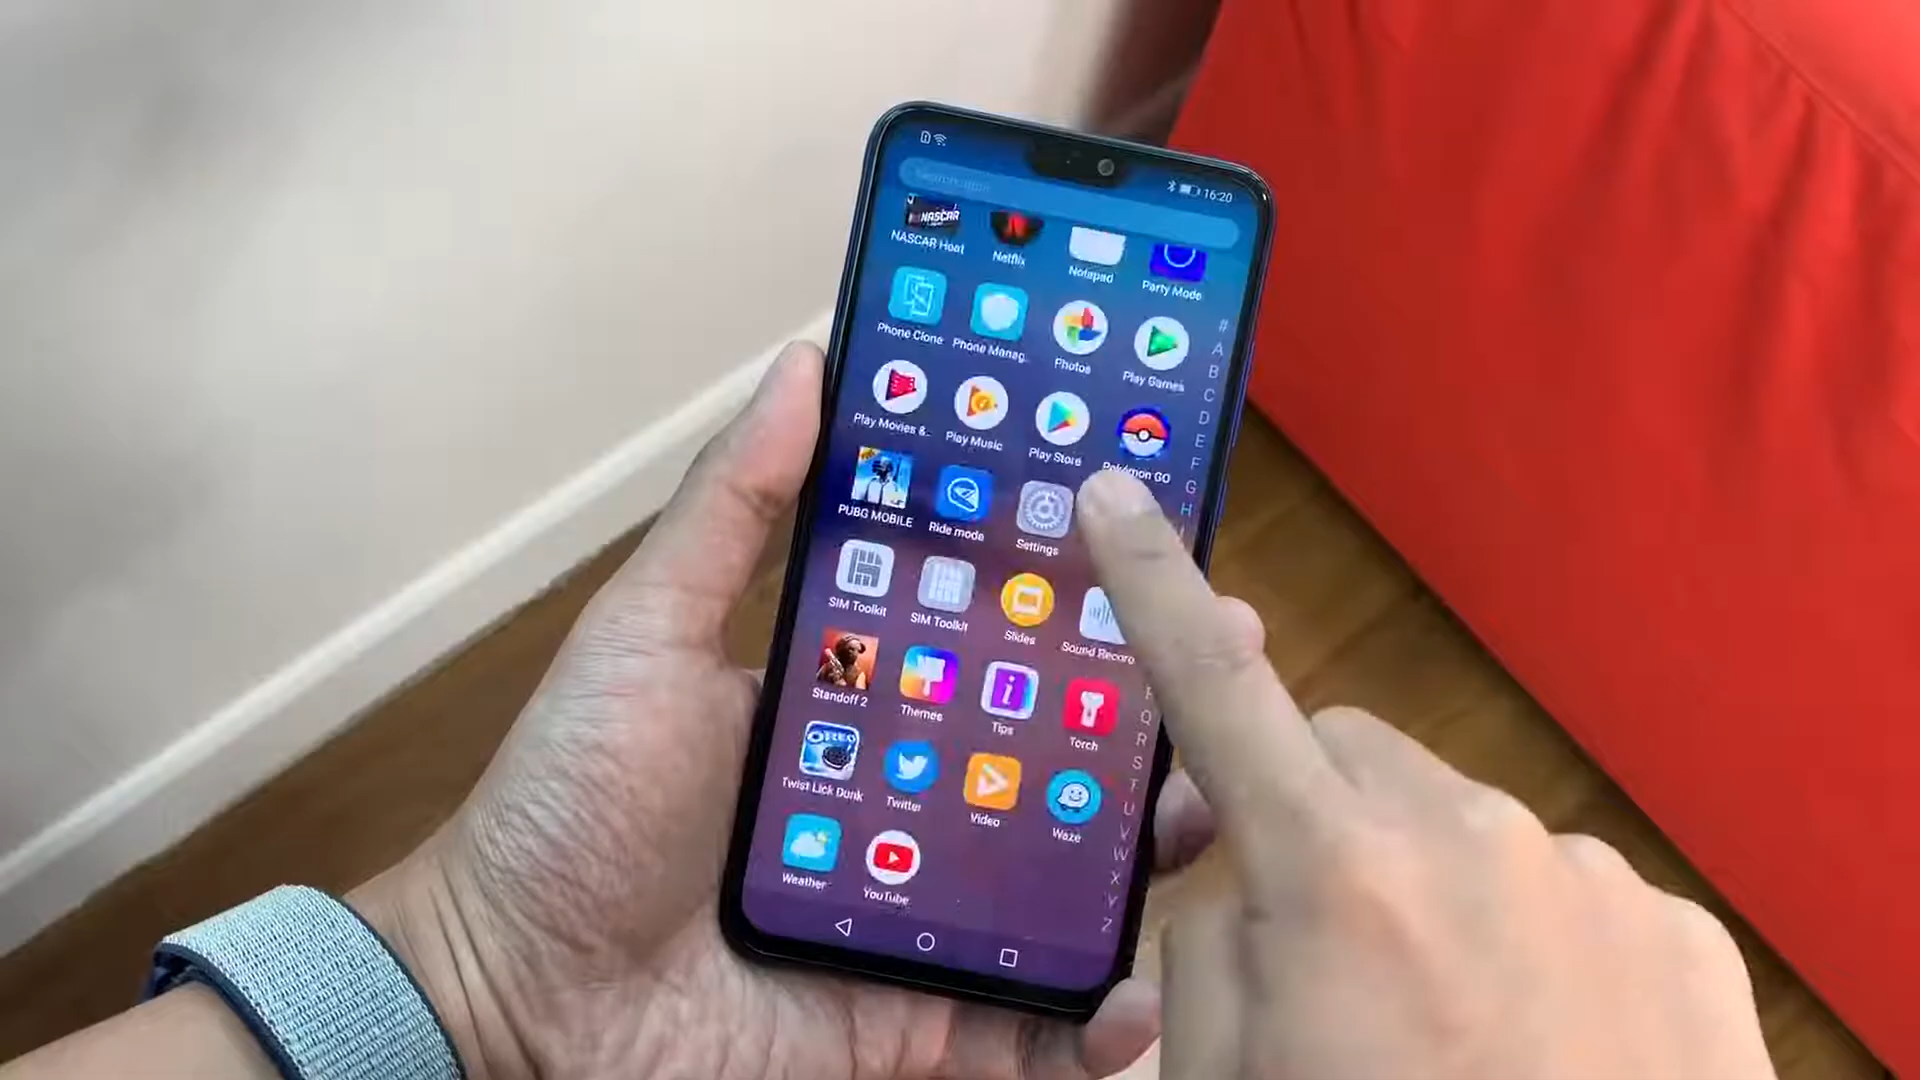 16:20
NASCAR
NASCAR Heat
Netflix
Notepad
Party Mode
Phone Clone
Phone Manag..
Photos
Play Games
Play Movies &..
Play Music
Play Store
Pokémon GO
PUBG MOBILE
Ride mode
Settings
SIM Toolkit
SIM Toolkit
Slides
Sound Recor
Standoff 2
Themes
Tips
Torch
OREO
Twist Lick Dunk
Twitter
Video
Waze
Weather
YouTube
#
A
B
C
D
E
F
G
H
Q
R
S
T
U
V
W
X
Y
Z